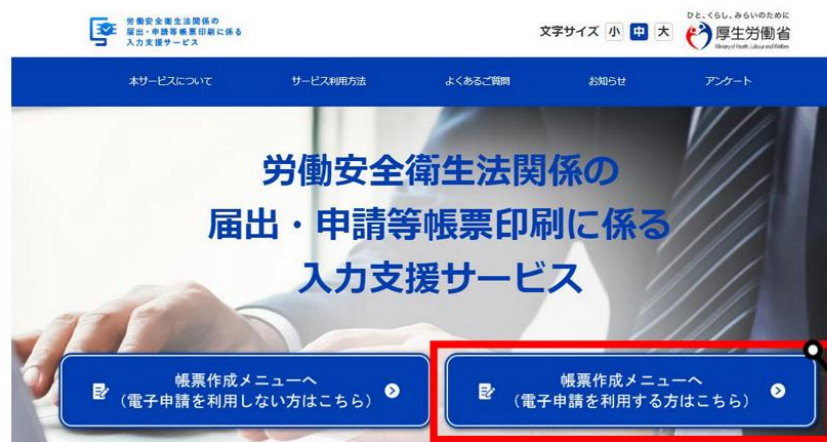 労働安全衛生法関係の
届出・申請等帳票印刷に係る
入力支援サービス
文字サイズ 小 中 大
ひと、くらし、みらいのために
厚生労働省
Ministry of Health, Labour and Welfare
本サービスについて サービス利用方法 よくあるご質問 お知らせ アンケート
労働安全衛生法関係の
届出・申請等帳票印刷に係る
入力支援サービス
帳票作成メニューへ
（電子申請を利用しない方はこちら）
帳票作成メニューへ
（電子申請を利用する方はこちら）